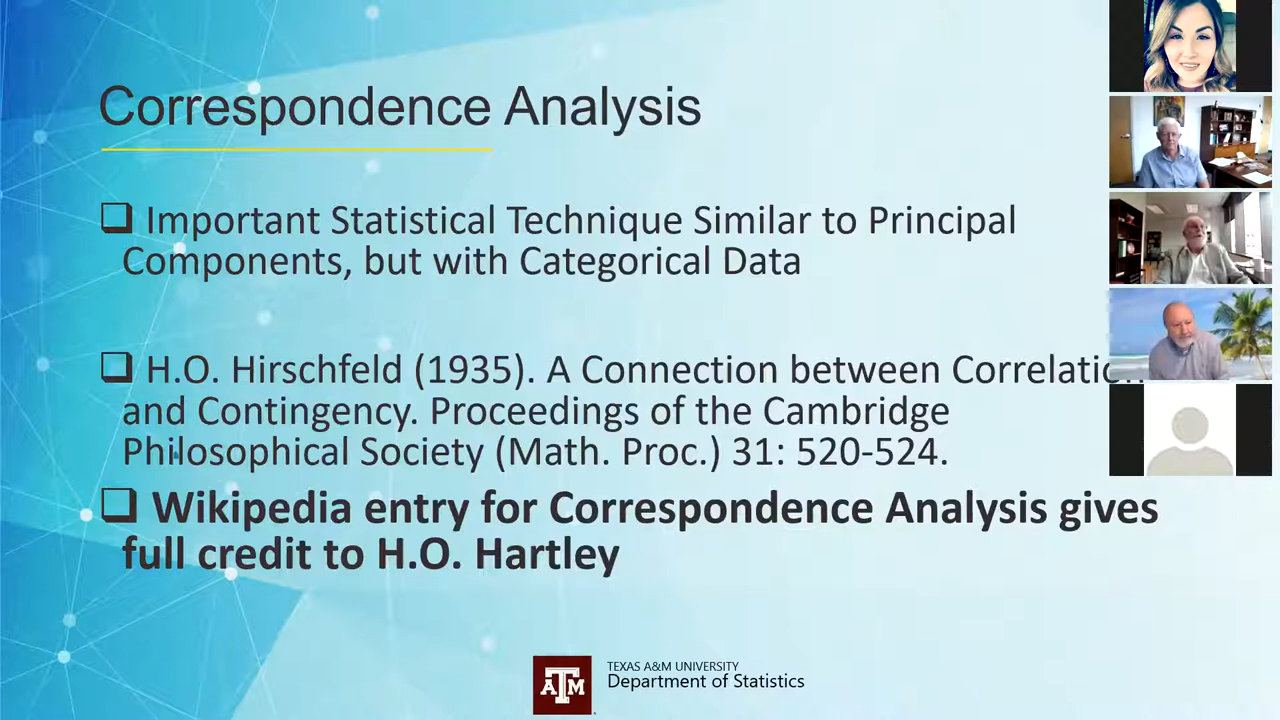 Correspondence Analysis
❑ Important Statistical Technique Similar to Principal
Components, but with Categorical Data
❑ H.O. Hirschfeld (1935). A Connection between Correlation
and Contingency. Proceedings of the Cambridge
Philosophical Society (Math. Proc.) 31: 520-524.
❑ Wikipedia entry for Correspondence Analysis gives
full credit to H.O. Hartley
ATM
TEXAS A&M UNIVERSITY
Department of Statistics